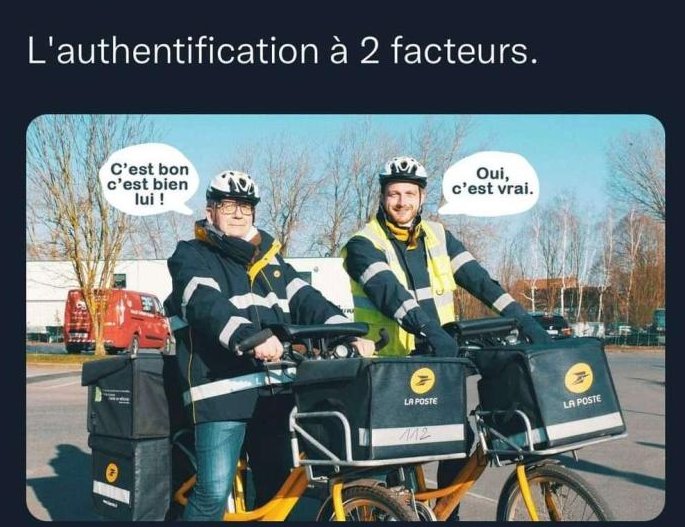 L'authentification à 2 facteurs.
C'est bon
c'est bien
lui !
Oui,
c'est vrai.
LA POSTE
112
LA POSTE